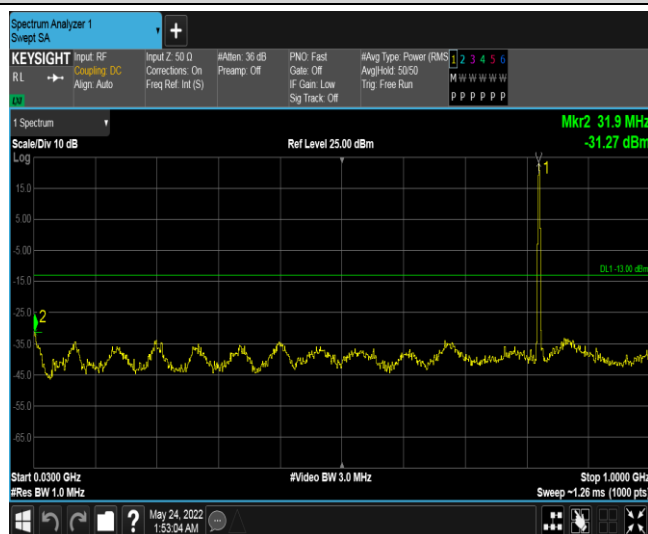 Spectrum Analyzer 1
Swept SA
+
KEYSIGHT
RL
LXI
Input: RF
Coupling: DC
Align: Auto
Input Z: 50 Ω
Corrections: On
Freq Ref: Int (S)
#Atten: 36 dB
Preamp: Off
PNO: Fast
Gate: Off
IF Gain: Low
Sig Track: Off
#Avg Type: Power (RMS
Avg|Hold: 50/50
Trig: Free Run
1 2 3 4 5 6
M W W W W W
P P P P P P
1 Spectrum
Mkr2 31.9 MHz
-31.27 dBm
Scale/Div 10 dB
Ref Level 25.00 dBm
Log
1
15.0
5.00
-5.00
DL1 -13.00 dBm
-15.0
-25.0
2
-35.0
-45.0
-55.0
-65.0
Start 0.0300 GHz
#Video BW 3.0 MHz
Stop 1.0000 GHz
#Res BW 1.0 MHz
Sweep ~1.26 ms (1000 pts)
?
May 24, 2022
1:53:04 AM